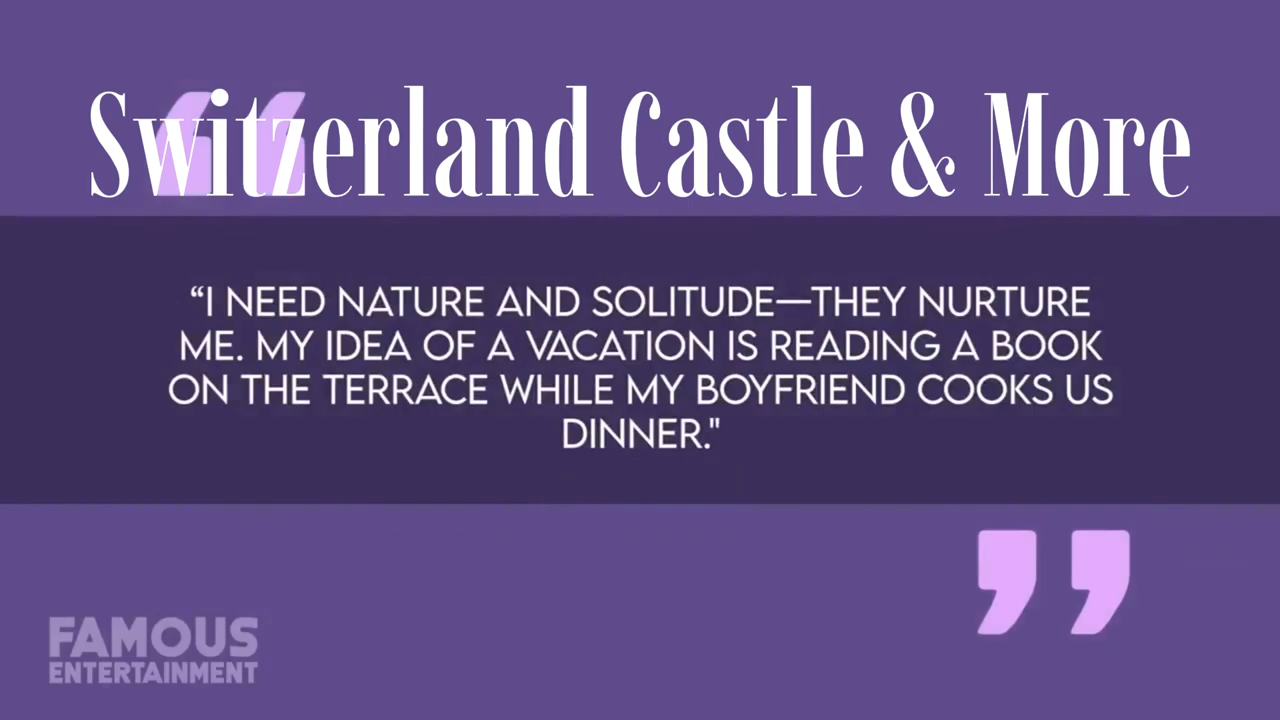 Switzerland Castle & More
“I NEED NATURE AND SOLITUDE—THEY NURTURE
ME. MY IDEA OF A VACATION IS READING A BOOK
ON THE TERRACE WHILE MY BOYFRIEND COOKS US
DINNER."
FAMOUS
ENTERTAINMENT